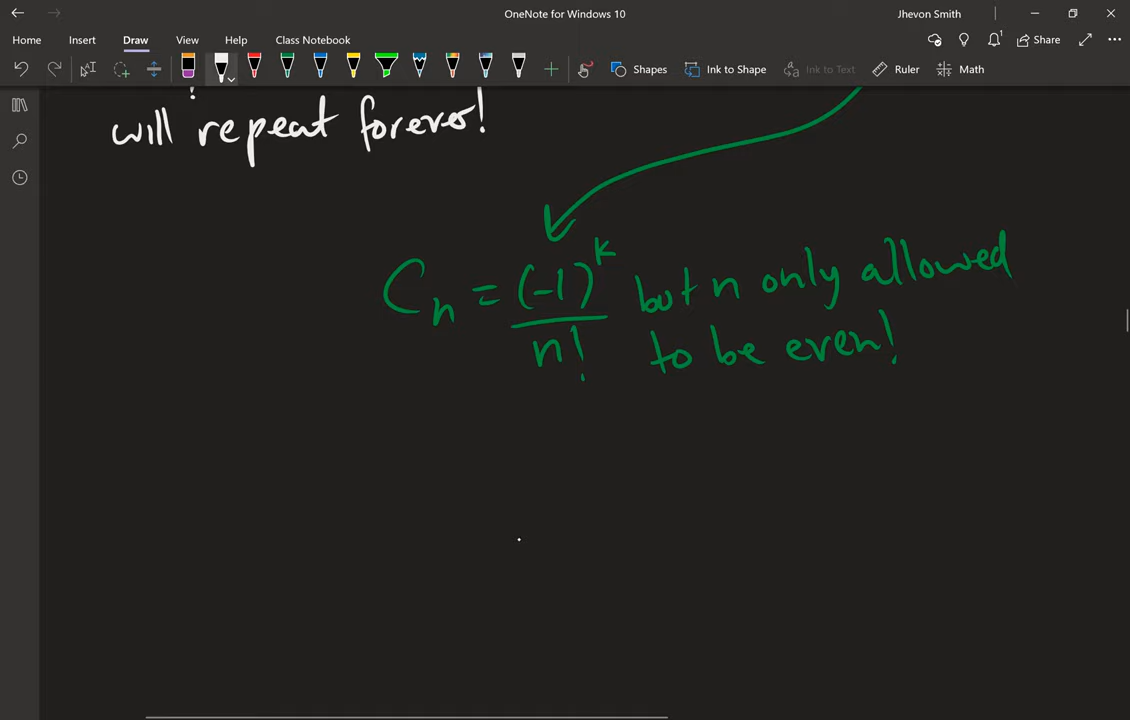 OneNote for Windows 10
Jhevon Smith
Home Insert Draw View Help Class Notebook
1 Share
Shapes Ink to Shape Ink to Text Ruler Math
will repeat forever!
Cn = (-1)^k / n! but n only allowed
to be even!